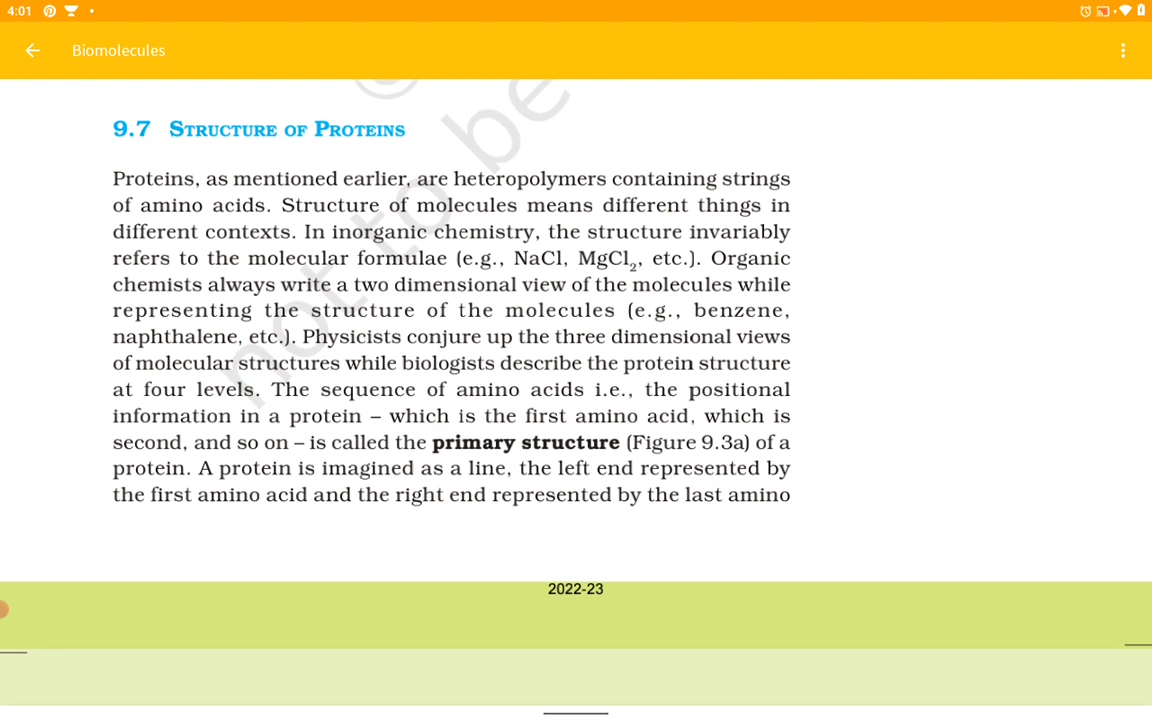 4:01
Biomolecules
not to be
9.7 STRUCTURE OF PROTEINS
Proteins, as mentioned earlier, are heteropolymers containing strings
of amino acids. Structure of molecules means different things in
different contexts. In inorganic chemistry, the structure invariably
refers to the molecular formulae (e.g., NaCl, MgCl₂, etc.). Organic
chemists always write a two dimensional view of the molecules while
representing the structure of the molecules (e.g., benzene,
naphthalene, etc.). Physicists conjure up the three dimensional views
of molecular structures while biologists describe the protein structure
at four levels. The sequence of amino acids i.e., the positional
information in a protein – which is the first amino acid, which is
second, and so on – is called the primary structure (Figure 9.3a) of a
protein. A protein is imagined as a line, the left end represented by
the first amino acid and the right end represented by the last amino
2022-23